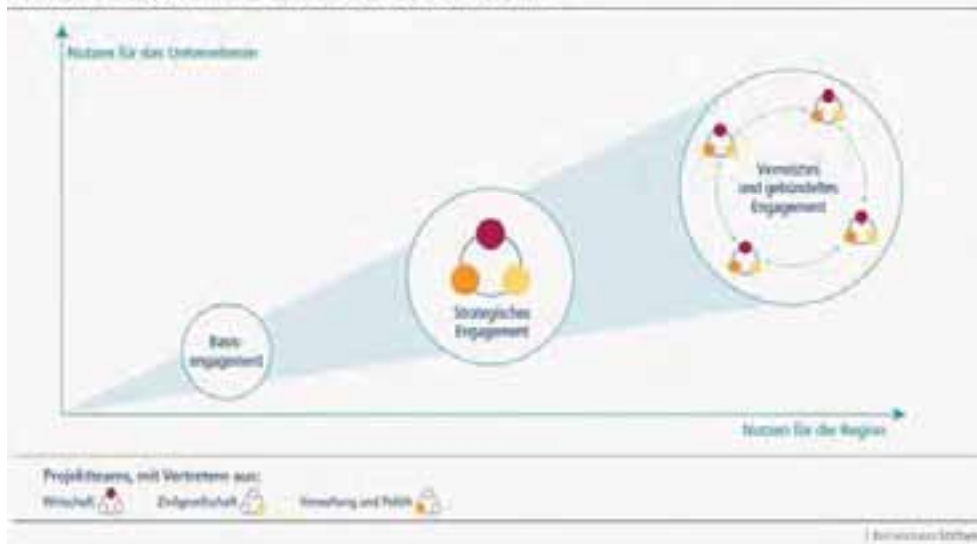 Nutzen für das Unternehmen
Vernetztes
und gebündeltes
Engagement
Strategisches
Engagement
Basis-
engagement
Nutzen für die Region
Projektteams, mit Vertretern aus:
Wirtschaft
Zivilgesellschaft
Verwaltung und Politik
BertelsmannStiftung